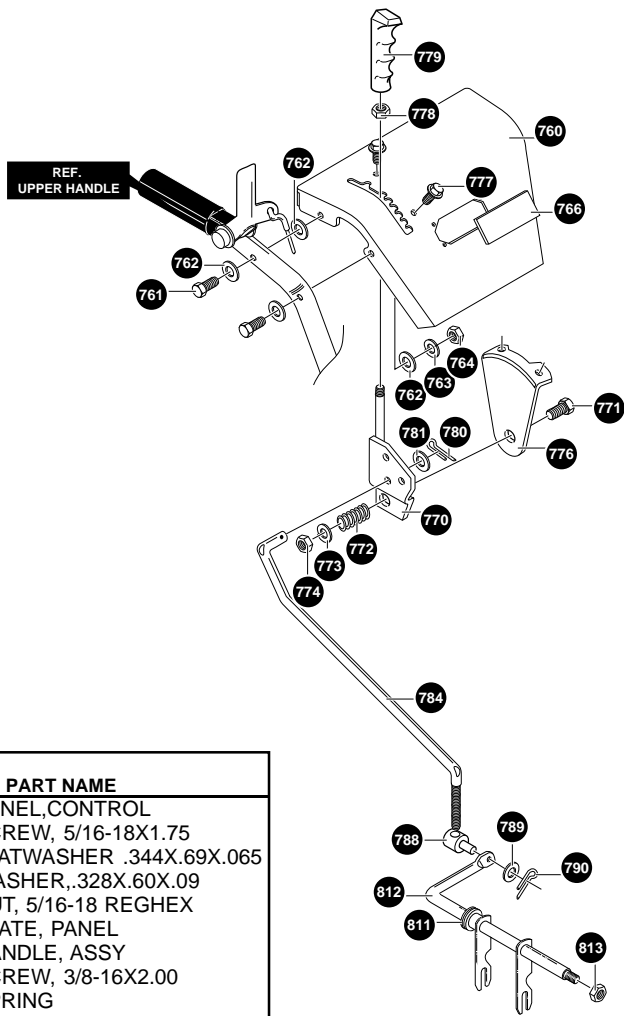 779
778
760
762
777
766
REF.
UPPER HANDLE
762
761
764
763
762
771
781
780
776
770
772
773
774
784
788
789
790
812
811
813
PART NAME
NEL,CONTROL
CREW, 5/16-18X1.75
ATWASHER .344X.69X.065
ASHER,.328X.60X.09
UT, 5/16-18 REGHEX
ATE, PANEL
ANDLE, ASSY
CREW, 3/8-16X2.00
PRING